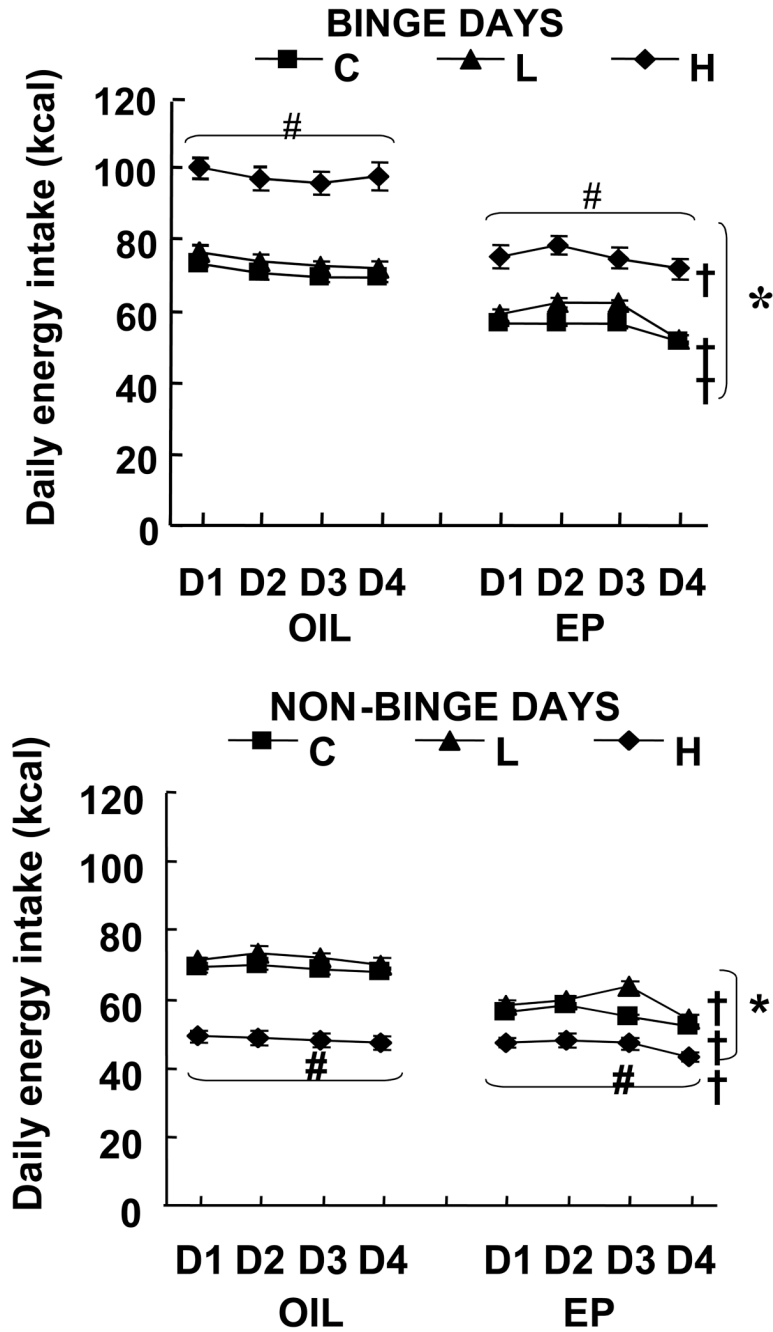 BINGE DAYS
C L H
Daily energy intake (kcal)
120
100
80
60
40
20
0
#
#
†
†
†
*
D1 D2 D3 D4 D1 D2 D3 D4
OIL EP
NON-BINGE DAYS
C L H
Daily energy intake (kcal)
120
100
80
60
40
20
0
#
#
†
†
†
*
D1 D2 D3 D4 D1 D2 D3 D4
OIL EP